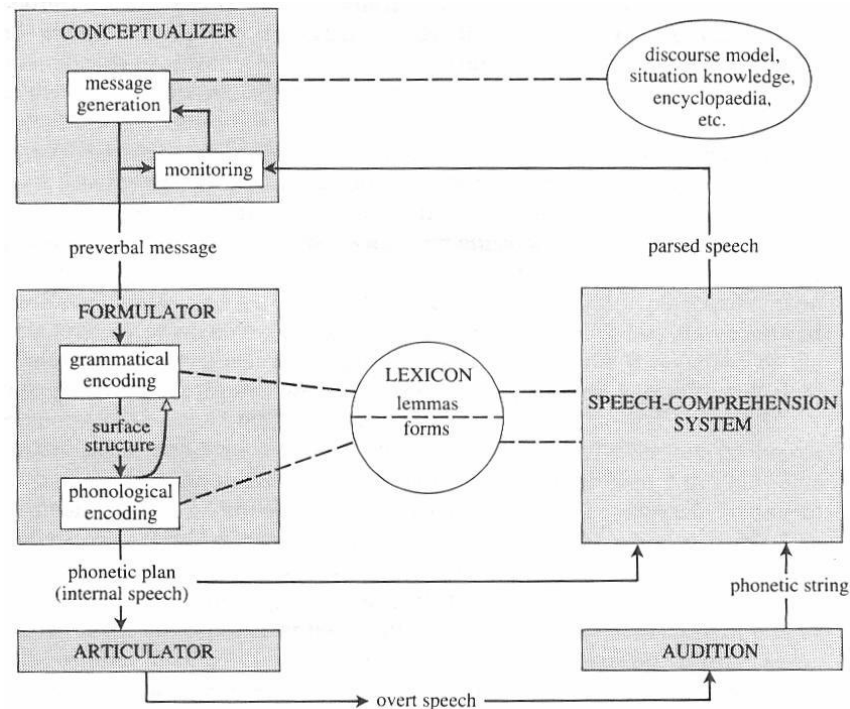 CONCEPTUALIZER
message
generation
monitoring
discourse model,
situation knowledge,
encyclopaedia,
etc.
preverbal message
parsed speech
FORMULATOR
grammatical
encoding
surface
structure
phonological
encoding
LEXICON
lemmas
forms
SPEECH-COMPREHENSION
SYSTEM
phonetic plan
(internal speech)
phonetic string
ARTICULATOR
AUDITION
overt speech